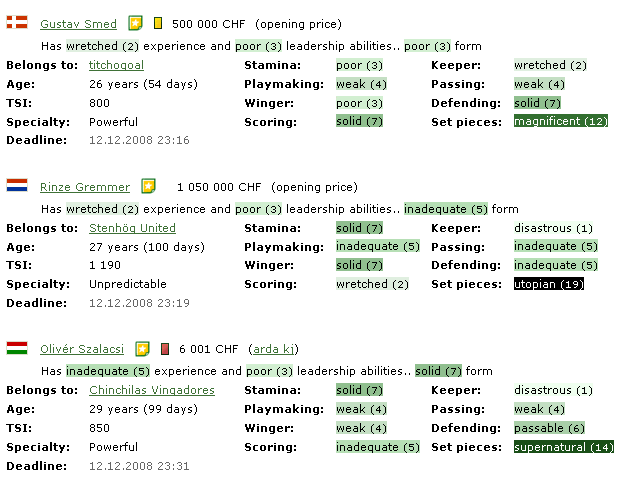 Gustav Smed 500 000 CHF (opening price)
Has wretched (2) experience and poor (3) leadership abilities.. poor (3) form
Belongs to: titchogoal Stamina: poor (3) Keeper: wretched (2)
Age: 26 years (54 days) Playmaking: weak (4) Passing: weak (4)
TSI: 800 Winger: poor (3) Defending: solid (7)
Specialty: Powerful Scoring: solid (7) Set pieces: magnificent (12)
Deadline: 12.12.2008 23:16
Rinze Gremmer 1 050 000 CHF (opening price)
Has wretched (2) experience and poor (3) leadership abilities.. inadequate (5) form
Belongs to: Stenhög United Stamina: solid (7) Keeper: disastrous (1)
Age: 27 years (100 days) Playmaking: inadequate (5) Passing: inadequate (5)
TSI: 1 190 Winger: solid (7) Defending: inadequate (5)
Specialty: Unpredictable Scoring: wretched (2) Set pieces: utopian (19)
Deadline: 12.12.2008 23:19
Olivér Szalacsi 6 001 CHF (arda kj)
Has inadequate (5) experience and poor (3) leadership abilities.. solid (7) form
Belongs to: Chinchilas Vingadores Stamina: solid (7) Keeper: disastrous (1)
Age: 29 years (99 days) Playmaking: weak (4) Passing: weak (4)
TSI: 850 Winger: weak (4) Defending: passable (6)
Specialty: Powerful Scoring: inadequate (5) Set pieces: supernatural (14)
Deadline: 12.12.2008 23:31